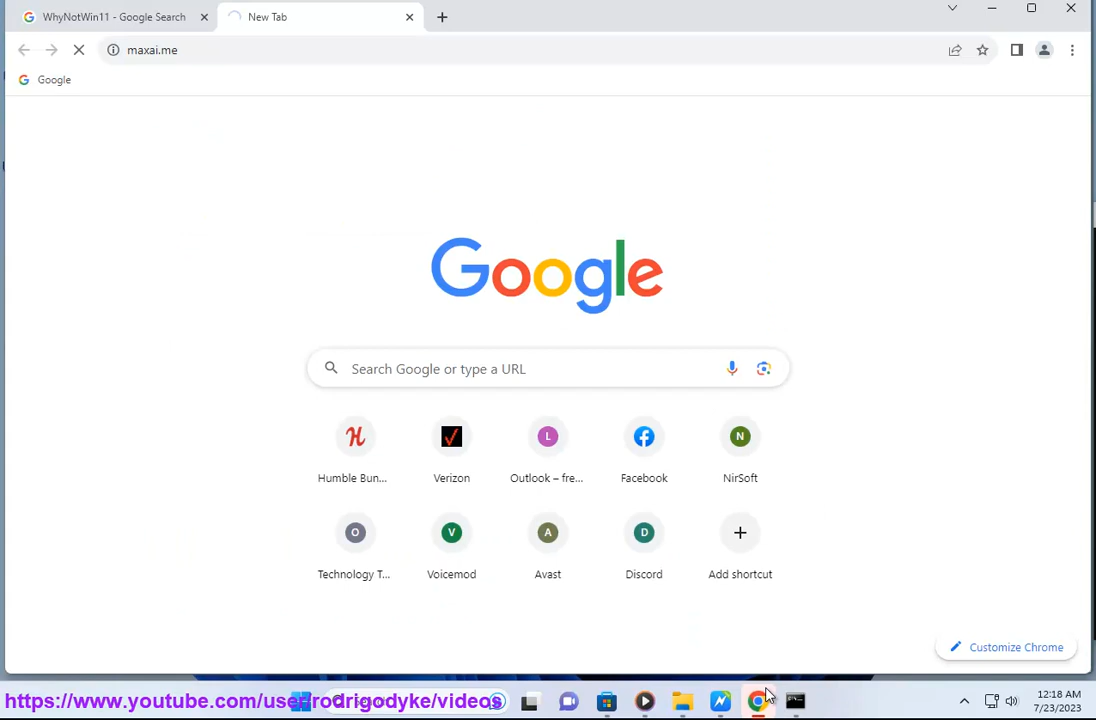 WhyNotWin11 - Google Search
New Tab
maxai.me
Google
Google
Search Google or type a URL
Humble Bun...
Verizon
Outlook – fre...
Facebook
N
NirSoft
L
O
Technology T...
V
Voicemod
A
Avast
D
Discord
Add shortcut
Customize Chrome
https://www.youtube.com/user/rodrigodyke/videos
12:18 AM
7/23/2023